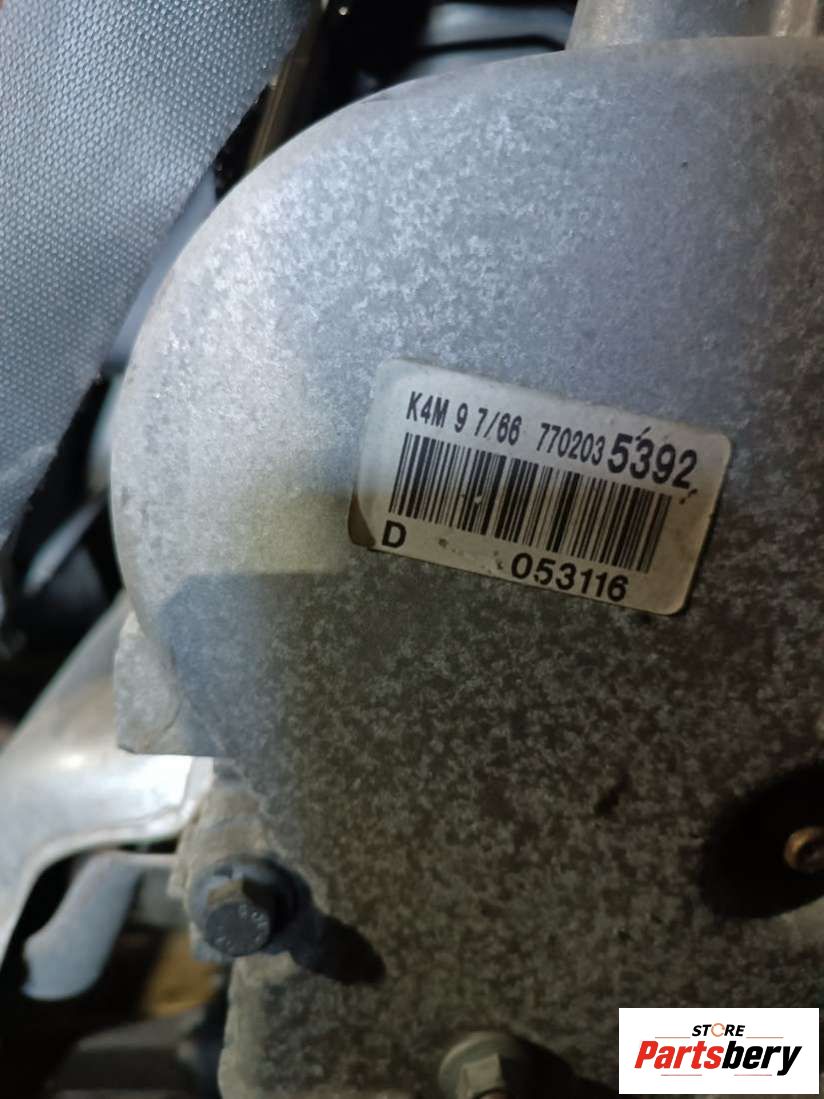 K4M 9 7/66 7702035392
D 053116
STORE
Partsbery